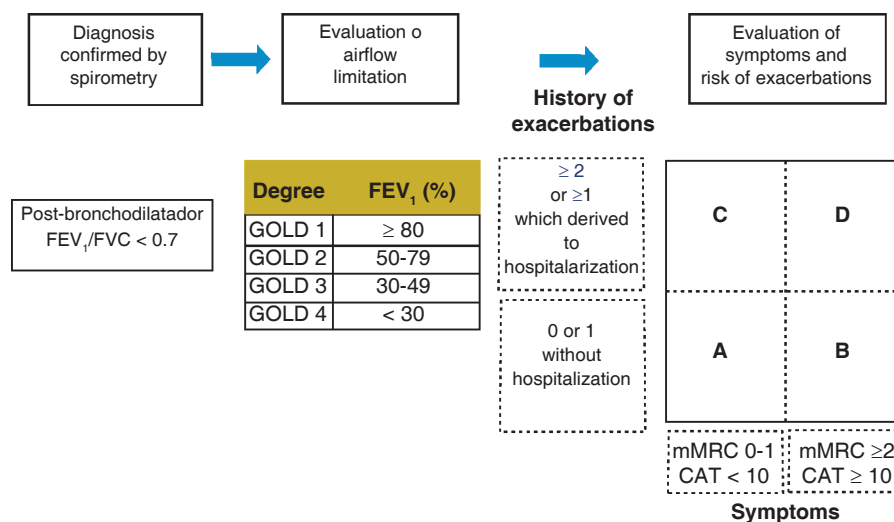 Diagnosis
confirmed by
spirometry
Evaluation o
airflow
limitation
Evaluation of
symptoms and
risk of exacerbations
History of
exacerbations
Post-bronchodilatador
FEV₁/FVC < 0.7
Degree FEV₁ (%)
GOLD 1 ≥ 80
GOLD 2 50-79
GOLD 3 30-49
GOLD 4 < 30
≥ 2
or ≥1
which derived
to
hospitalarization
0 or 1
without
hospitalization
C D
A B
mMRC 0-1
CAT < 10
mMRC ≥2
CAT ≥ 10
Symptoms